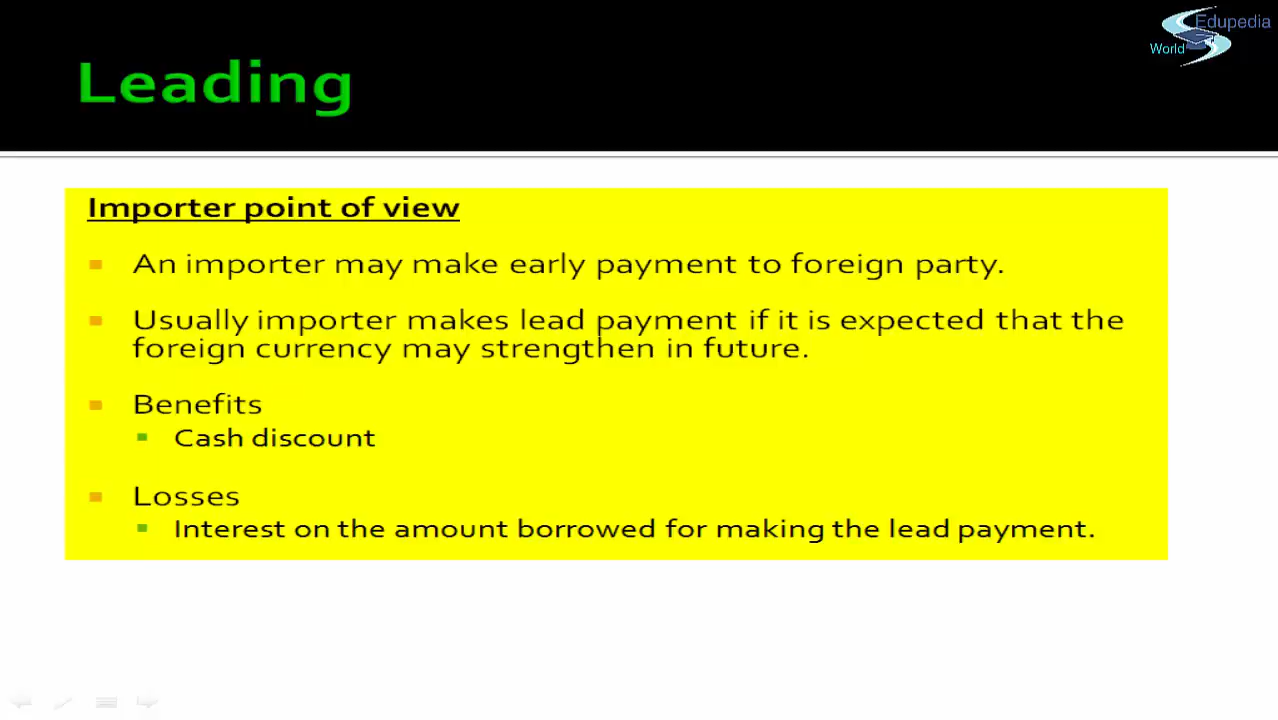 Edupedia
World
Leading
Importer point of view
An importer may make early payment to foreign party.
Usually importer makes lead payment if it is expected that the
foreign currency may strengthen in future.
Benefits
Cash discount
Losses
Interest on the amount borrowed for making the lead payment.